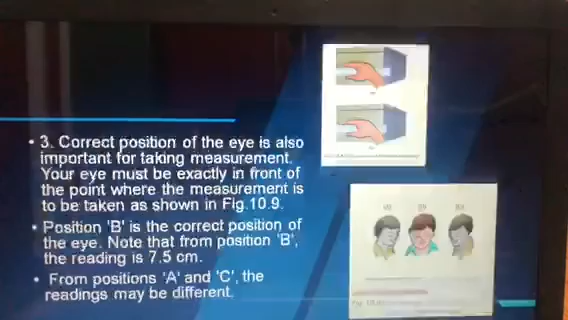 • 3. Correct position of the eye is also
important for taking measurement.
Your eye must be exactly in front of
the point where the measurement is
to be taken as shown in Fig.10.9.
• Position 'B' is the correct position of
the eye. Note that from position 'B',
the reading is 7.5 cm.
• From positions 'A' and 'C', the
readings may be different.